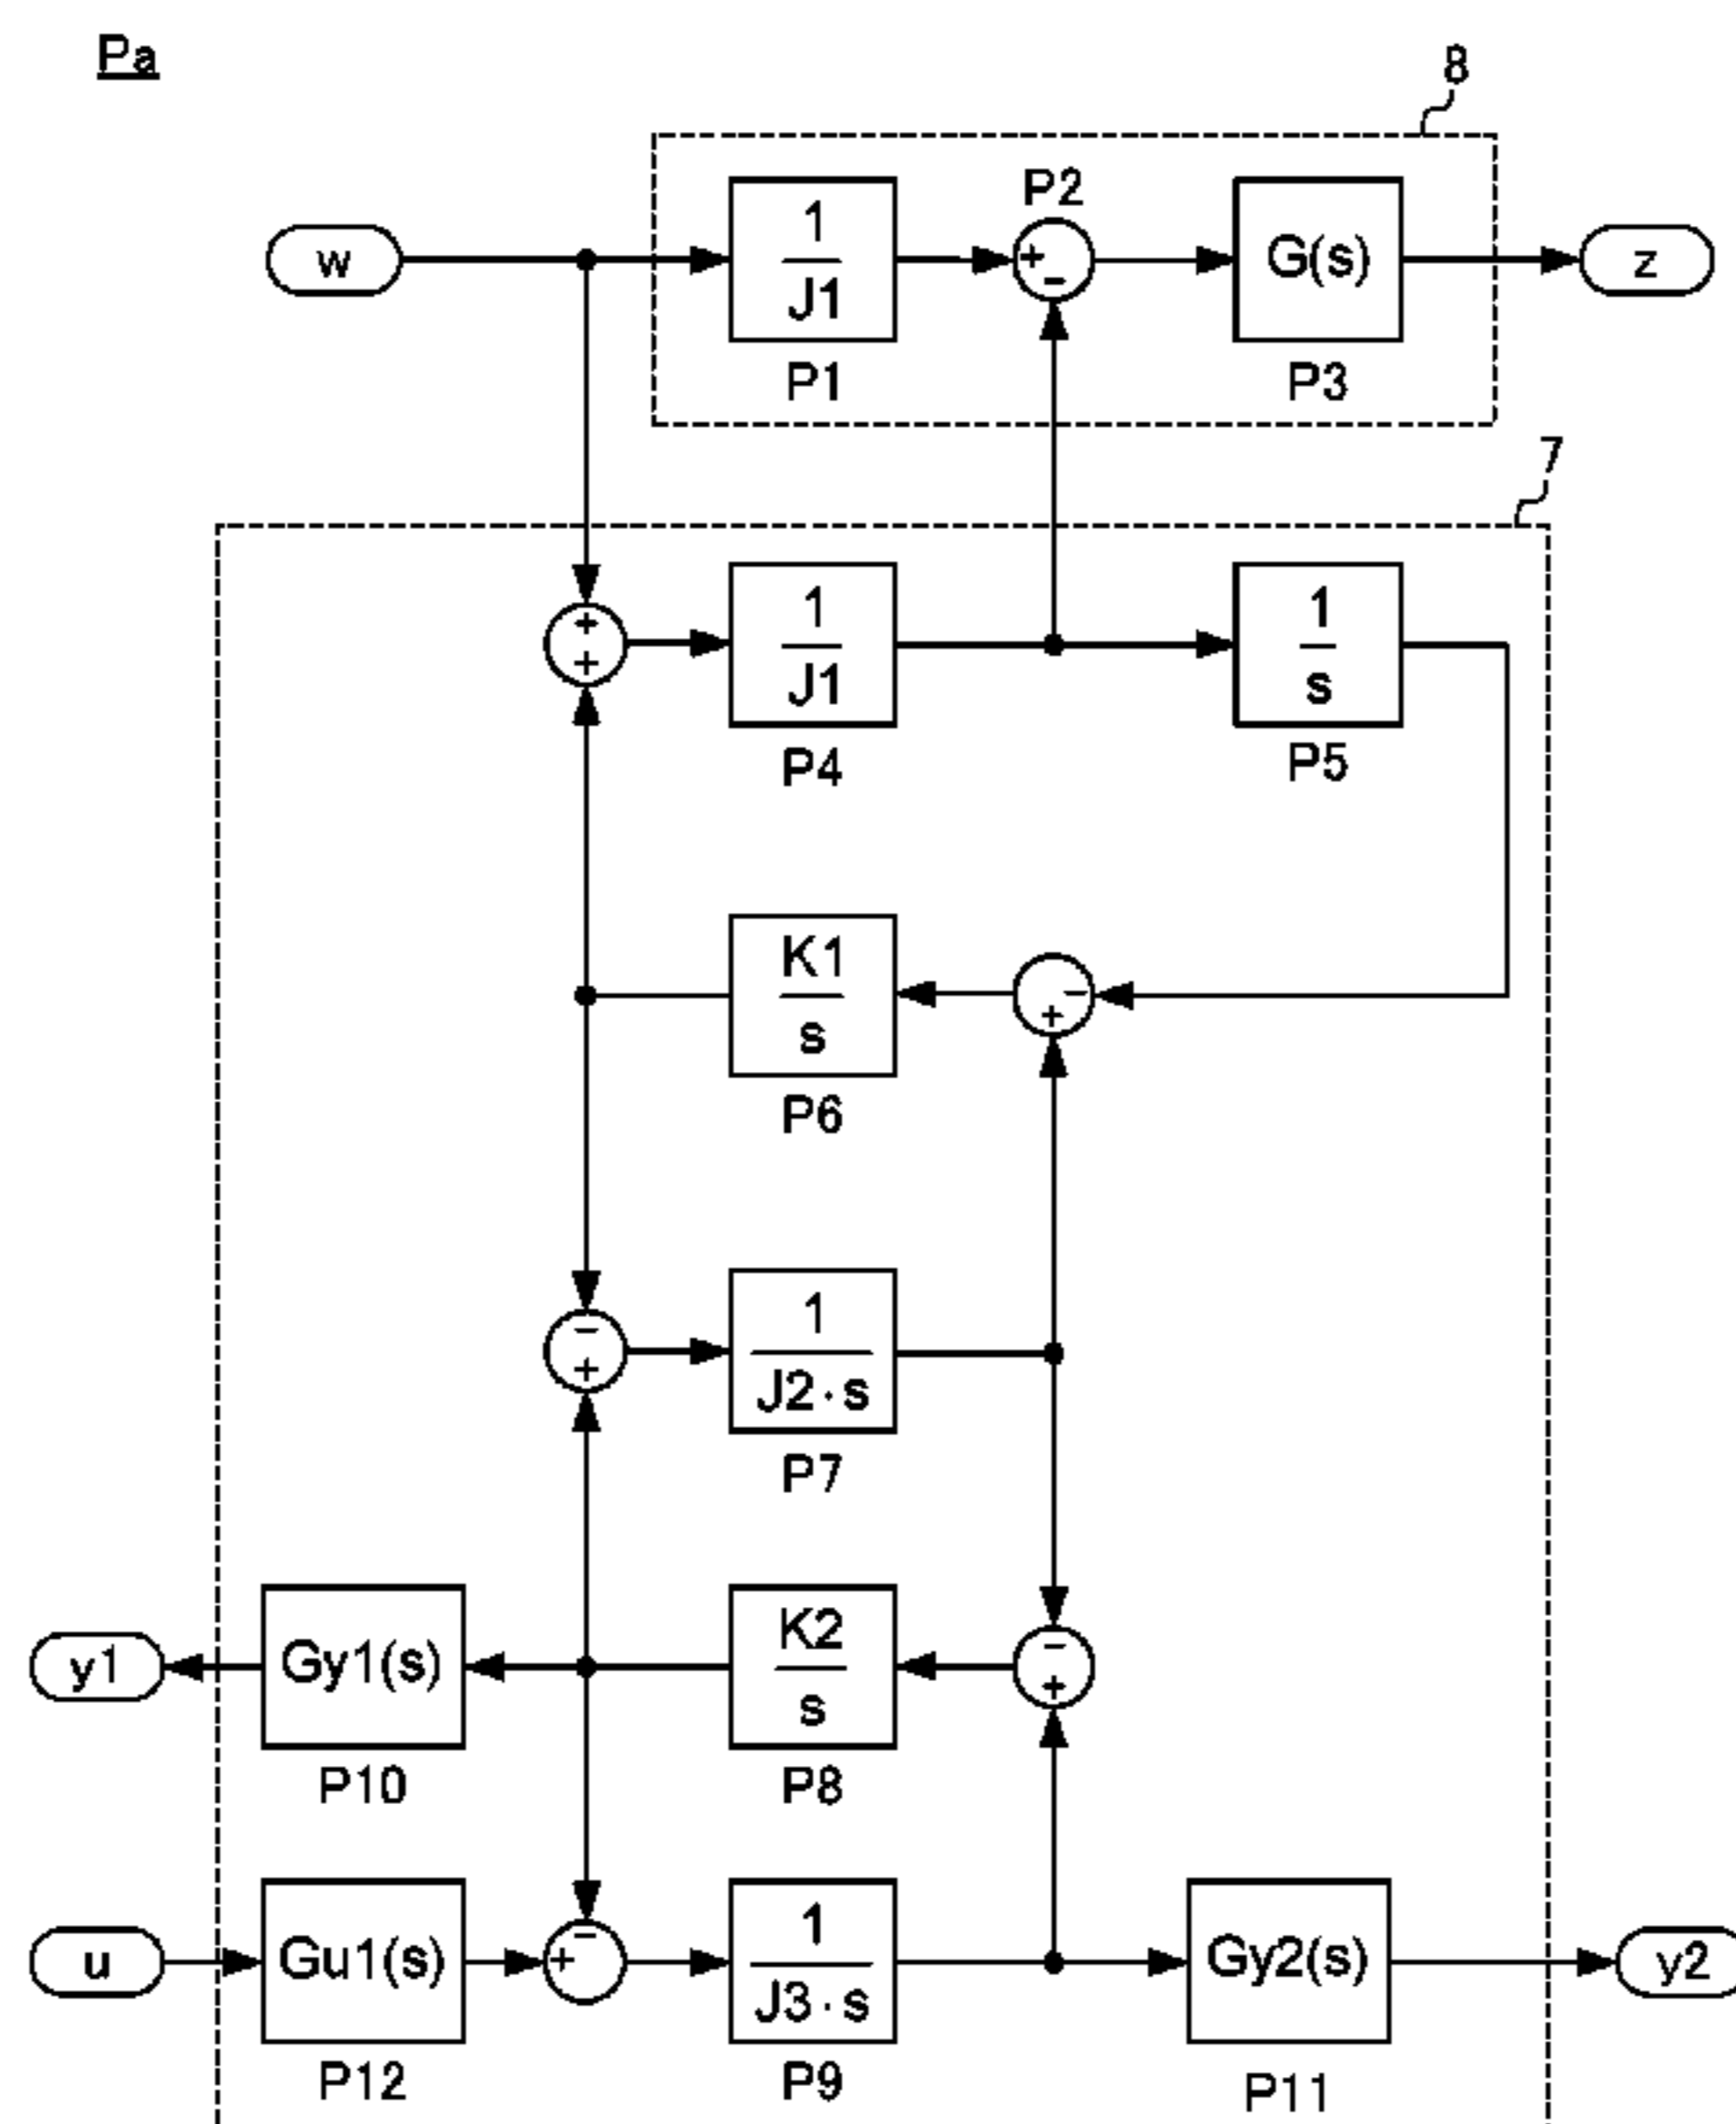 Pa
8
P2
w
1
J1
+
−
G(s)
z
P1
P3
7
+
+
1
J1
1
s
P4
P5
K1
s
−
+
P6
−
+
1
J2·s
P7
y1
Gy1(s)
K2
s
−
+
P10
P8
u
Gu1(s)
−
+
1
J3·s
Gy2(s)
y2
P12
P9
P11